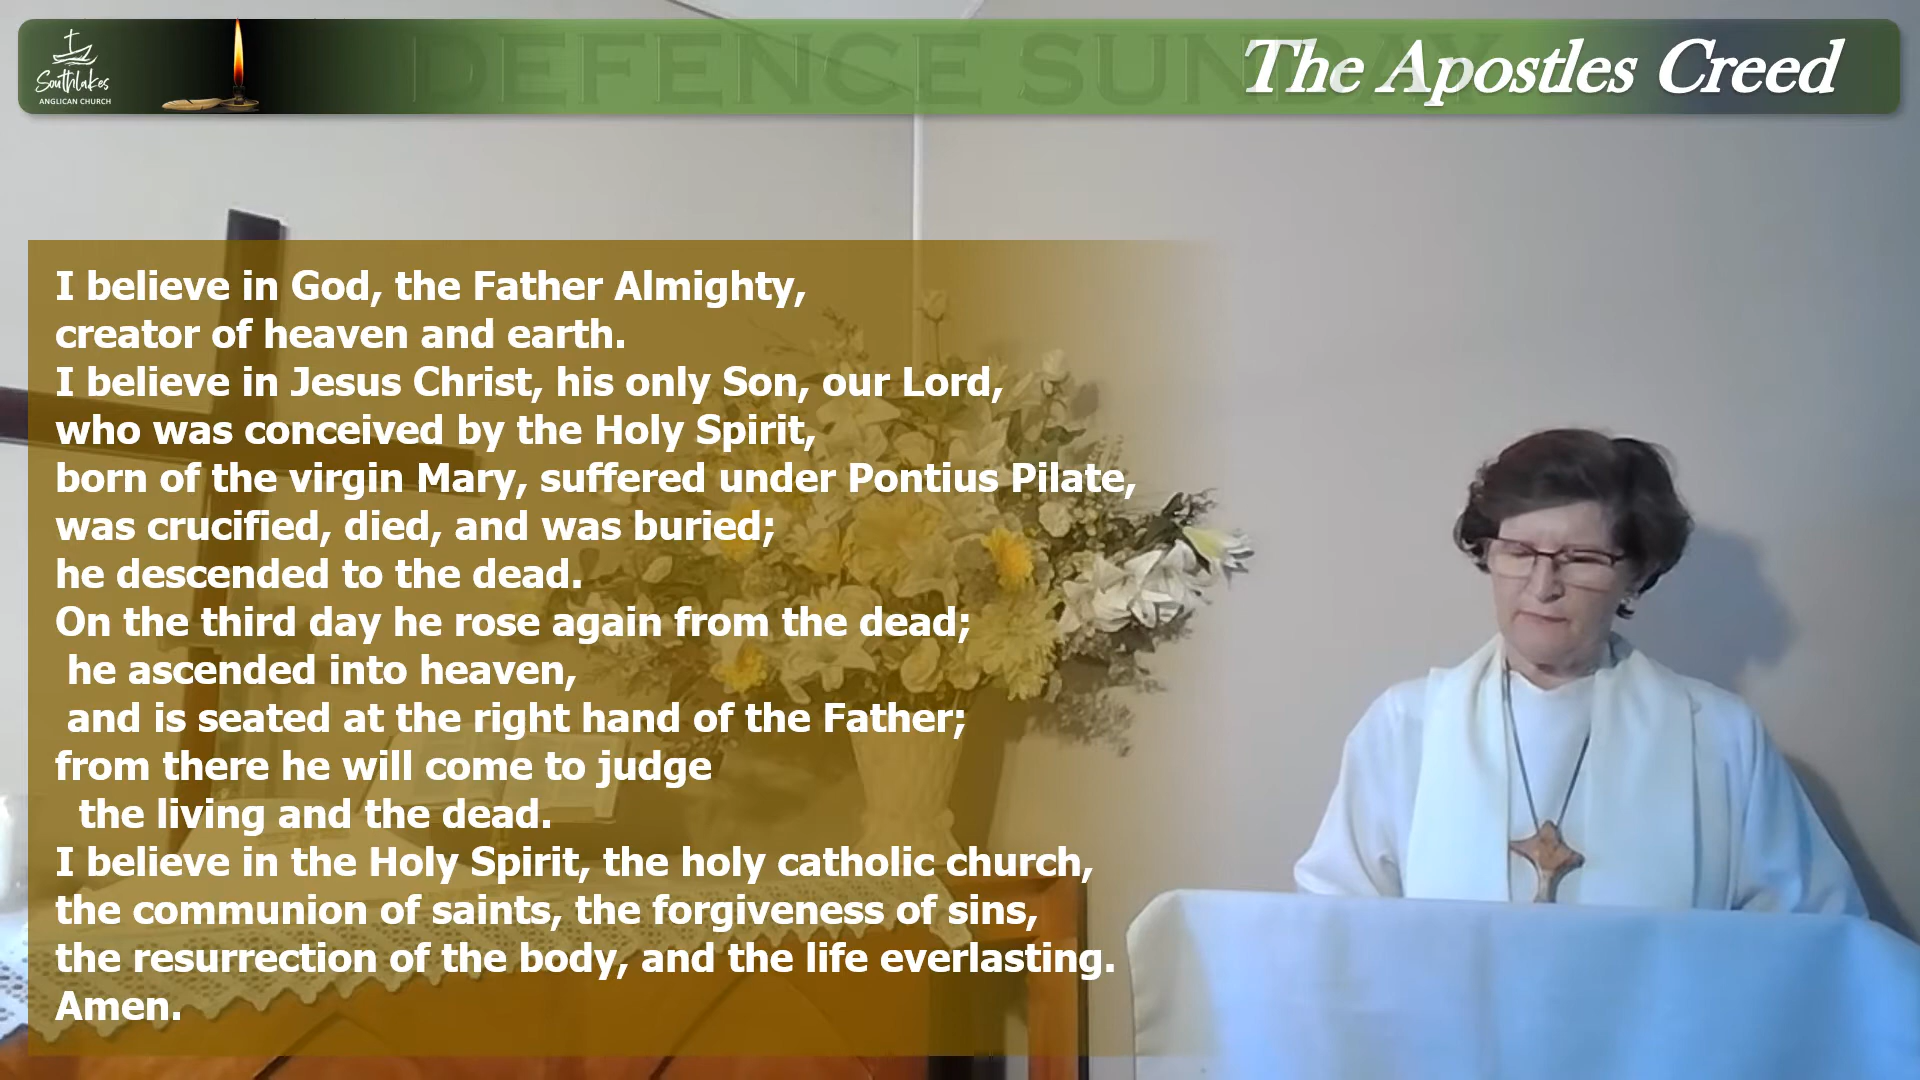 Southlakes
ANGLICAN CHURCH
DEFENCE SUNDAY
The Apostles Creed
I believe in God, the Father Almighty,
creator of heaven and earth.
I believe in Jesus Christ, his only Son, our Lord,
who was conceived by the Holy Spirit,
born of the virgin Mary, suffered under Pontius Pilate,
was crucified, died, and was buried;
he descended to the dead.
On the third day he rose again from the dead;
he ascended into heaven,
and is seated at the right hand of the Father;
from there he will come to judge
the living and the dead.
I believe in the Holy Spirit, the holy catholic church,
the communion of saints, the forgiveness of sins,
the resurrection of the body, and the life everlasting.
Amen.